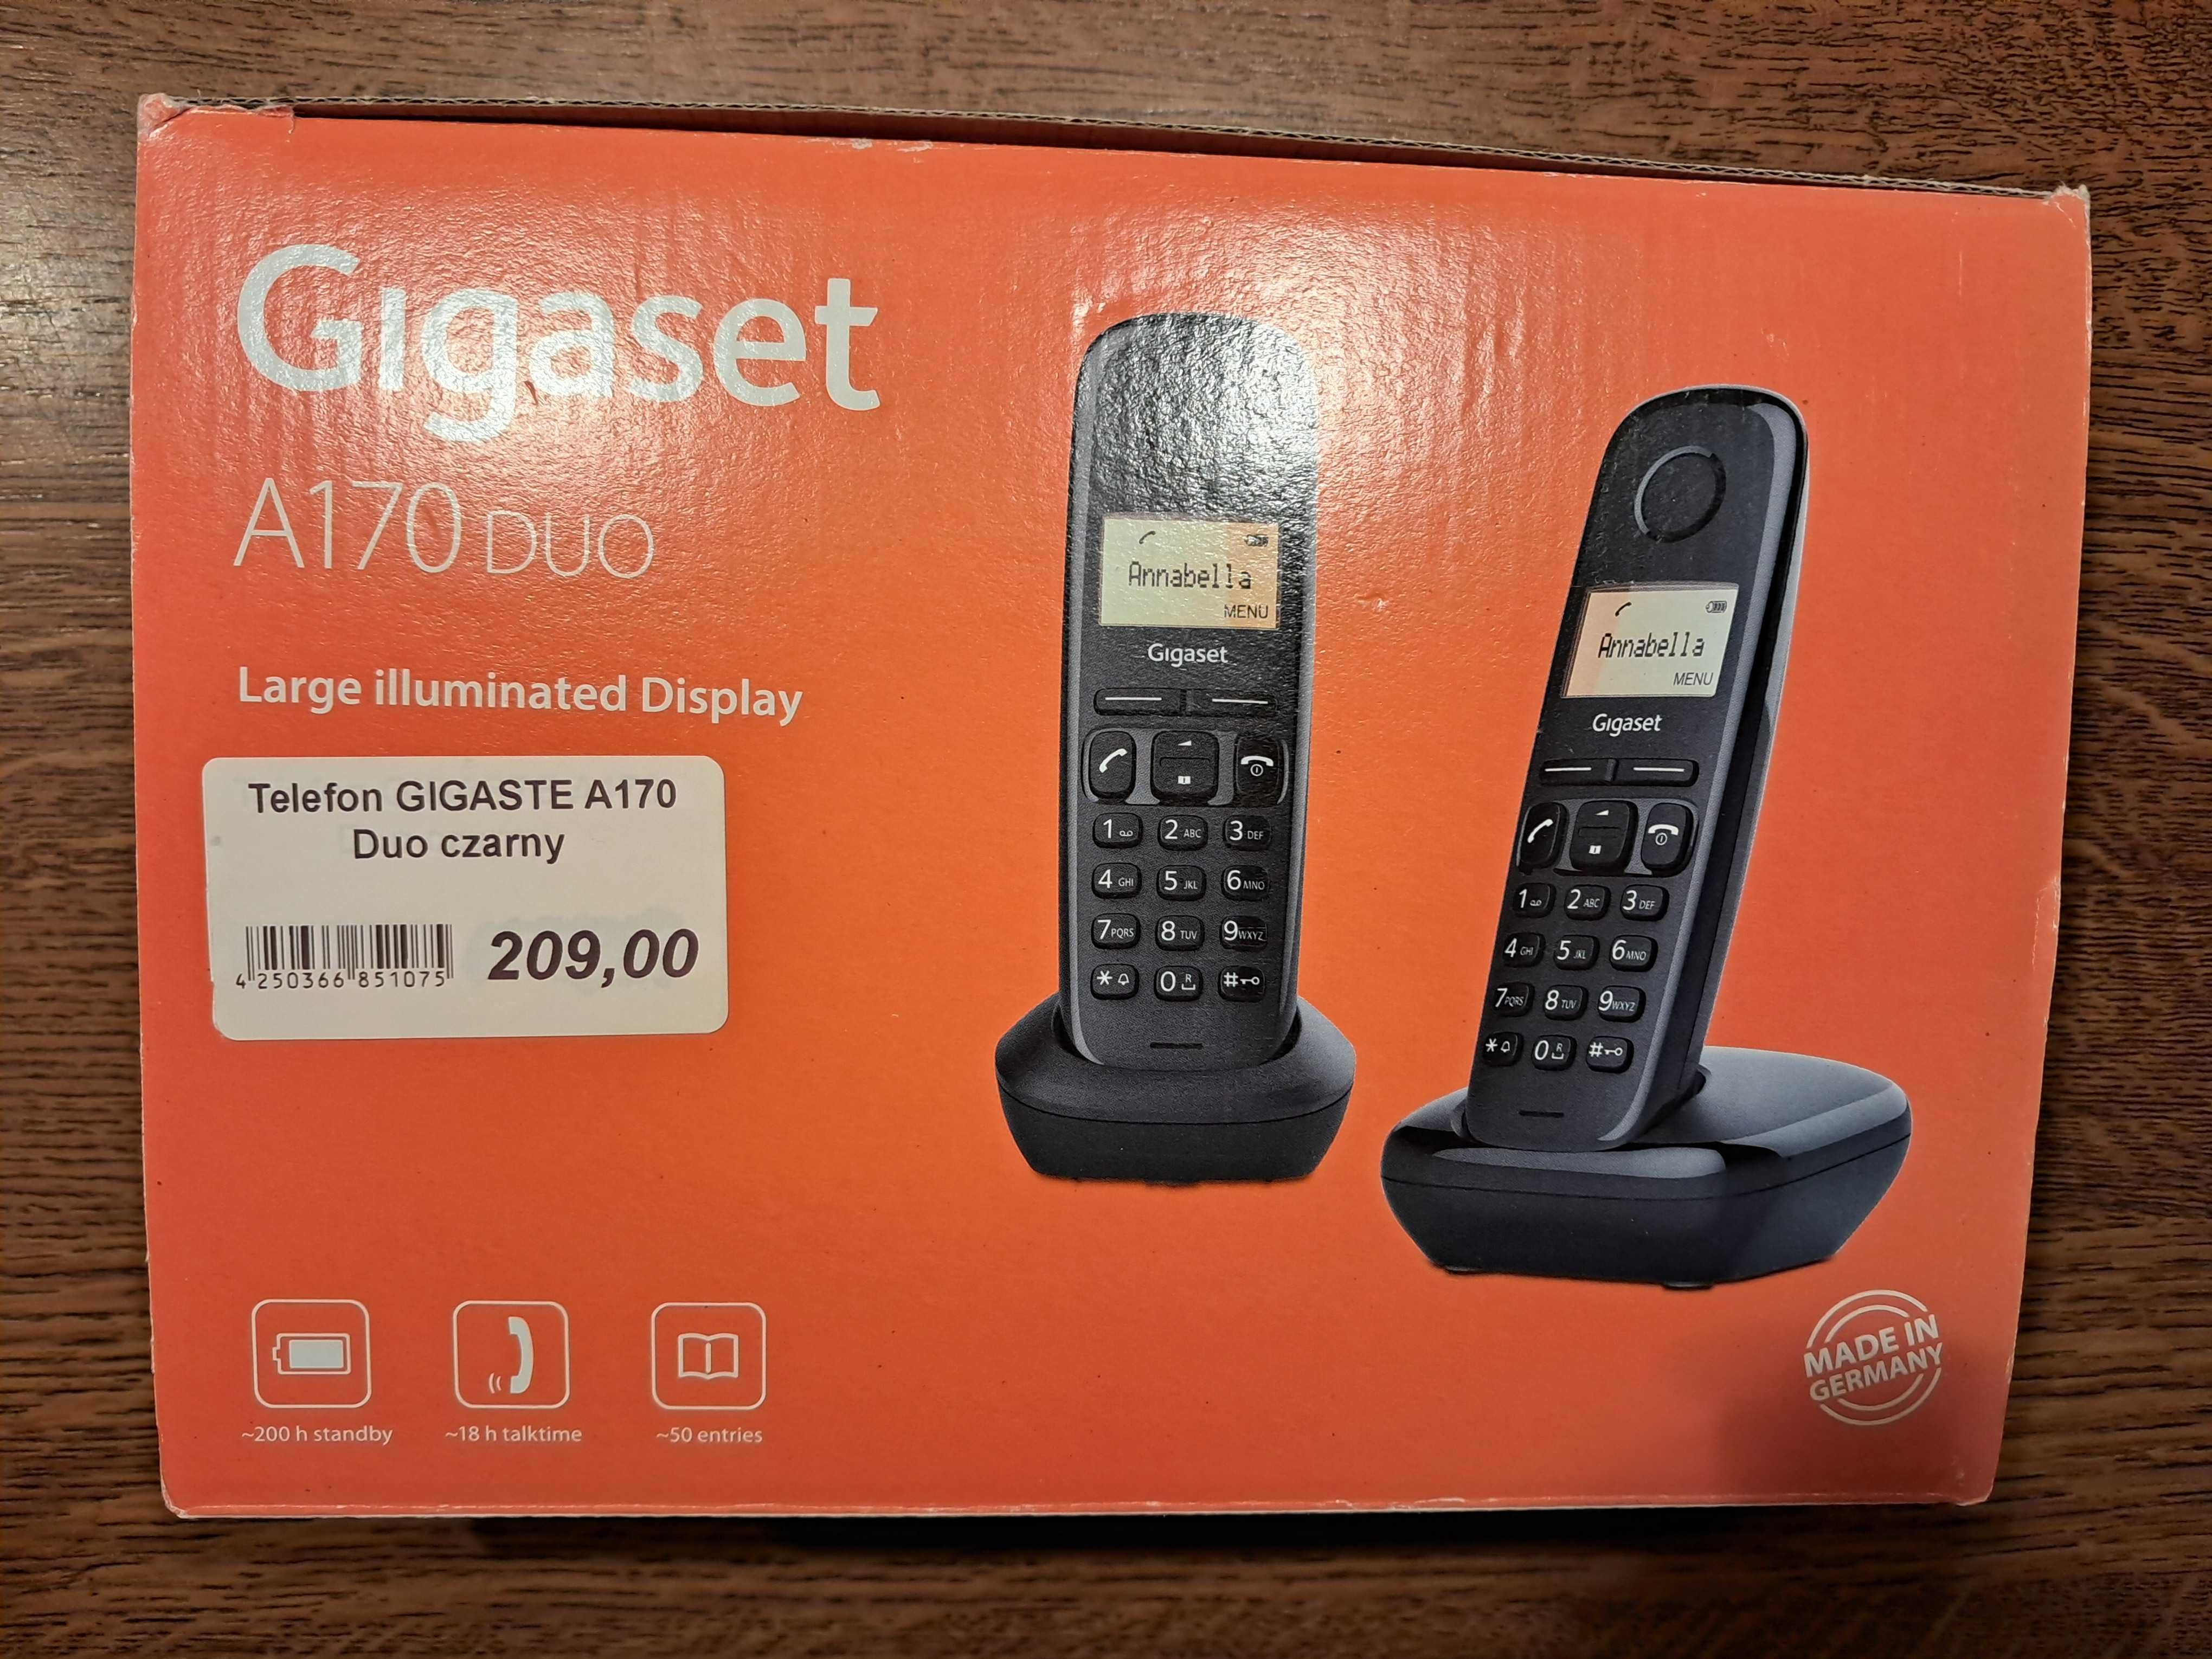 Gigaset
A170 DUO
Large illuminated Display
Telefon GIGASTE A170
Duo czarny
4 250366 851075
209,00
Annabella
MENU
Gigaset
1
2 ABC 3 DEF
4 GHI 5 JKL 6 MNO
7 PQRS 8 TUV 9 WXYZ
* 0 R #
Annabella
MENU
Gigaset
1
2 ABC 3 DEF
4 GHI 5 JKL 6 MNO
7 PQRS 8 TUV 9 WXYZ
* 0 R #
~200 h standby
~18 h talktime
~50 entries
MADE IN
GERMANY